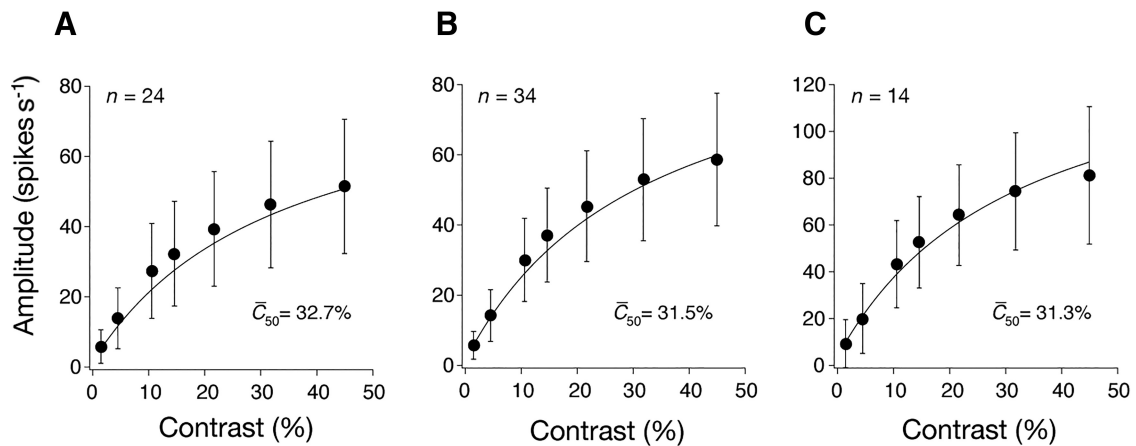 A B C
Amplitude (spikes s⁻¹)
80
60
40
20
0
n = 24
C̅₅₀= 32.7%
0 10 20 30 40 50
Contrast (%)
80
60
40
20
0
n = 34
C̅₅₀= 31.5%
0 10 20 30 40 50
Contrast (%)
120
100
80
60
40
20
0
n = 14
C̅₅₀= 31.3%
0 10 20 30 40 50
Contrast (%)